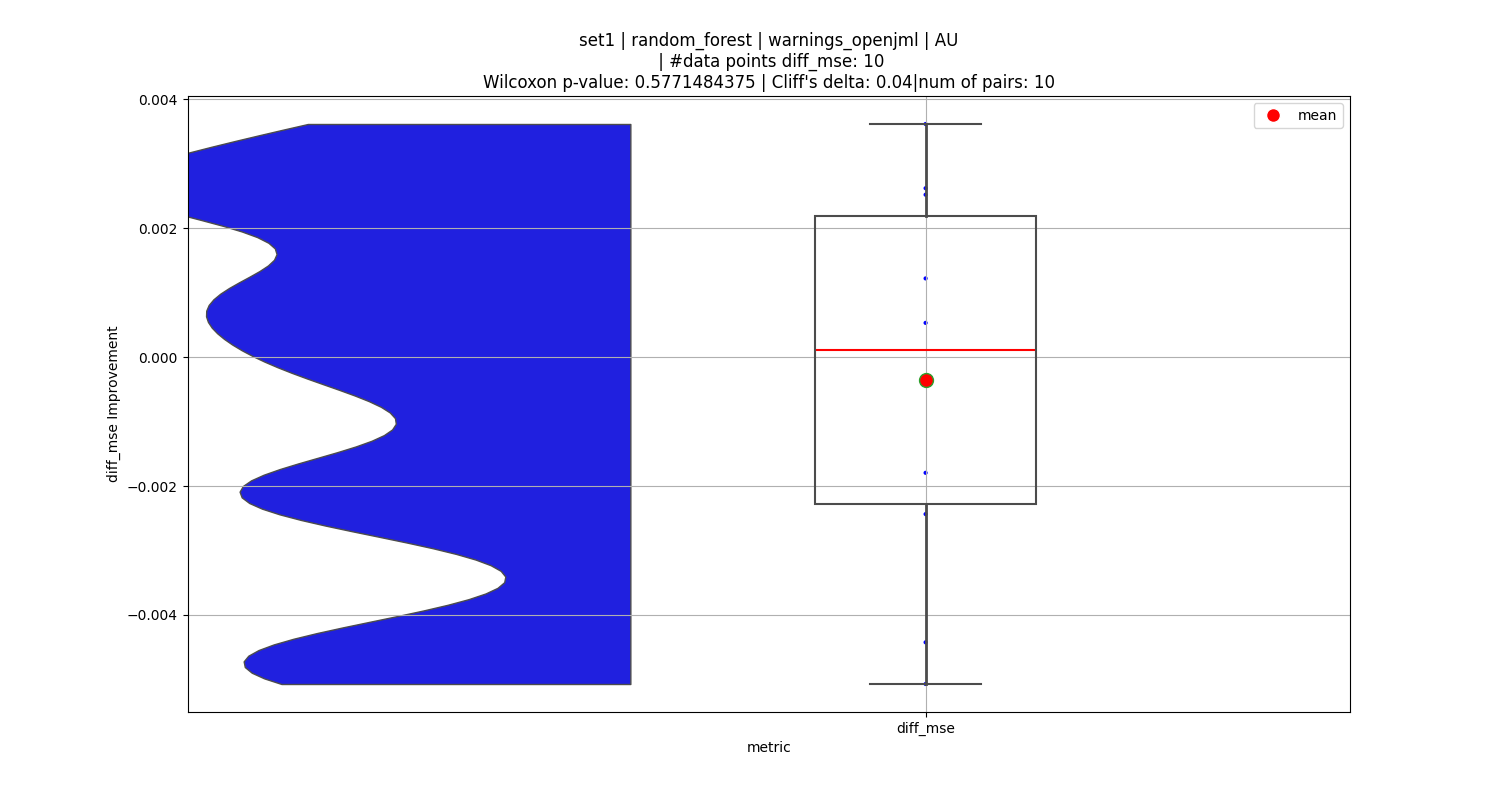 set1 | random_forest | warnings_openjml | AU
| #data points diff_mse: 10
Wilcoxon p-value: 0.5771484375 | Cliff's delta: 0.04|num of pairs: 10
mean
0.004
0.002
0.000
−0.002
−0.004
diff_mse Improvement
diff_mse
metric